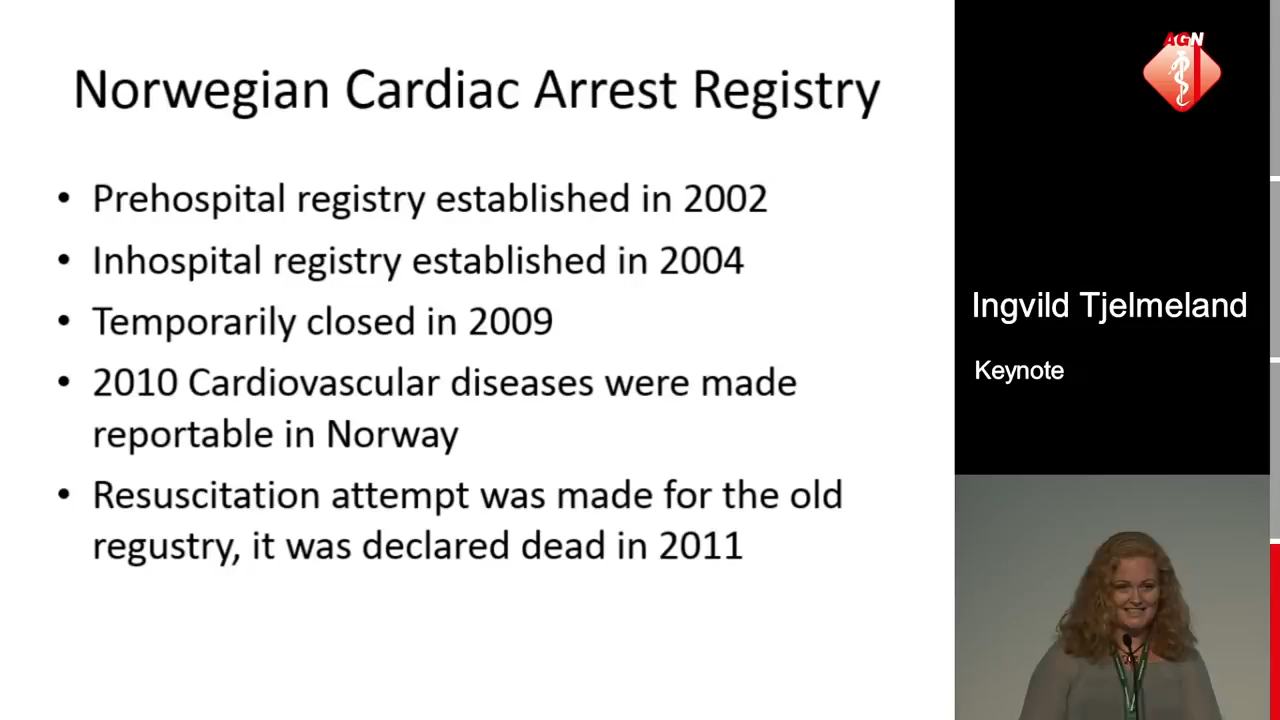 Norwegian Cardiac Arrest Registry
• Prehospital registry established in 2002
• Inhospital registry established in 2004
• Temporarily closed in 2009
• 2010 Cardiovascular diseases were made
reportable in Norway
• Resuscitation attempt was made for the old
regustry, it was declared dead in 2011
AGN
Ingvild Tjelmeland
Keynote